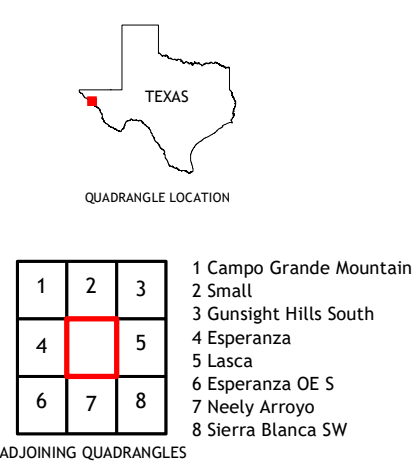 TEXAS
QUADRANGLE LOCATION
1 2 3
4 5
6 7 8
1 Campo Grande Mountain
2 Small
3 Gunsight Hills South
4 Esperanza
5 Lasca
6 Esperanza OE S
7 Neely Arroyo
8 Sierra Blanca SW
ADJOINING QUADRANGLES